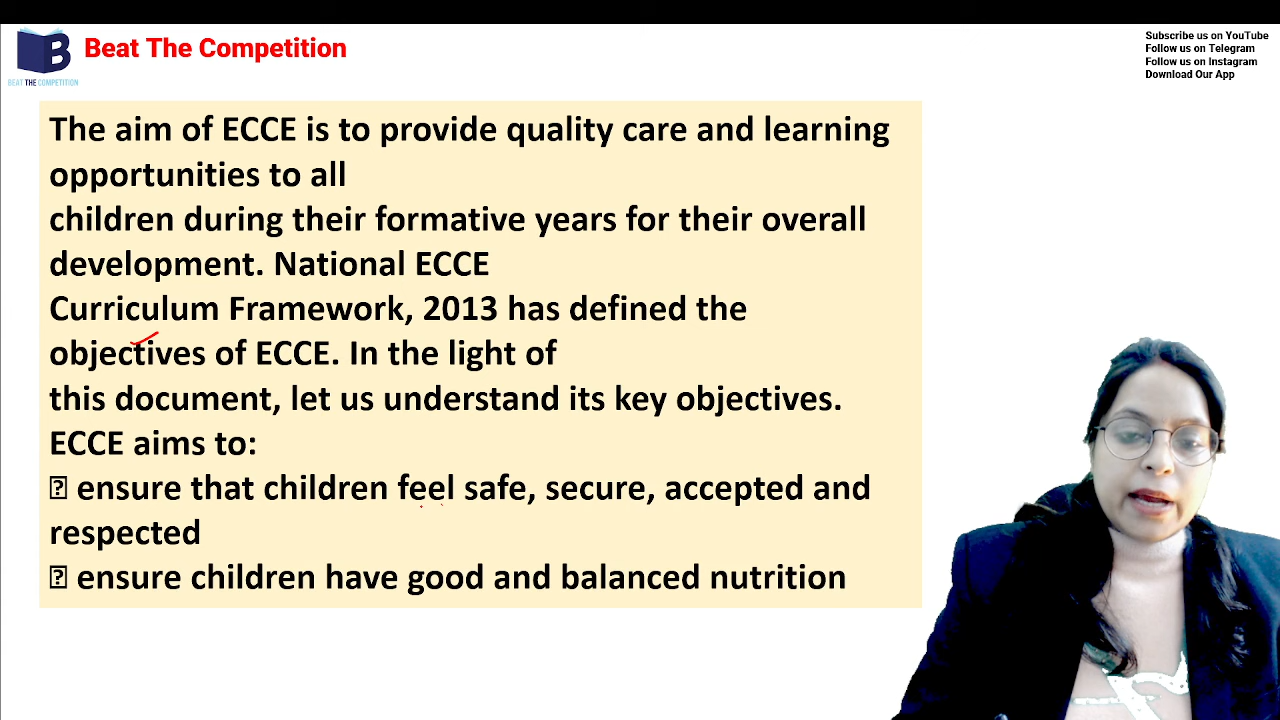 Beat The Competition
BEAT THE COMPETITION
Subscribe us on YouTube
Follow us on Telegram
Follow us on Instagram
Download Our App
The aim of ECCE is to provide quality care and learning
opportunities to all
children during their formative years for their overall
development. National ECCE
Curriculum Framework, 2013 has defined the
objectives of ECCE. In the light of
this document, let us understand its key objectives.
ECCE aims to:
ensure that children feel safe, secure, accepted and
respected
ensure children have good and balanced nutrition